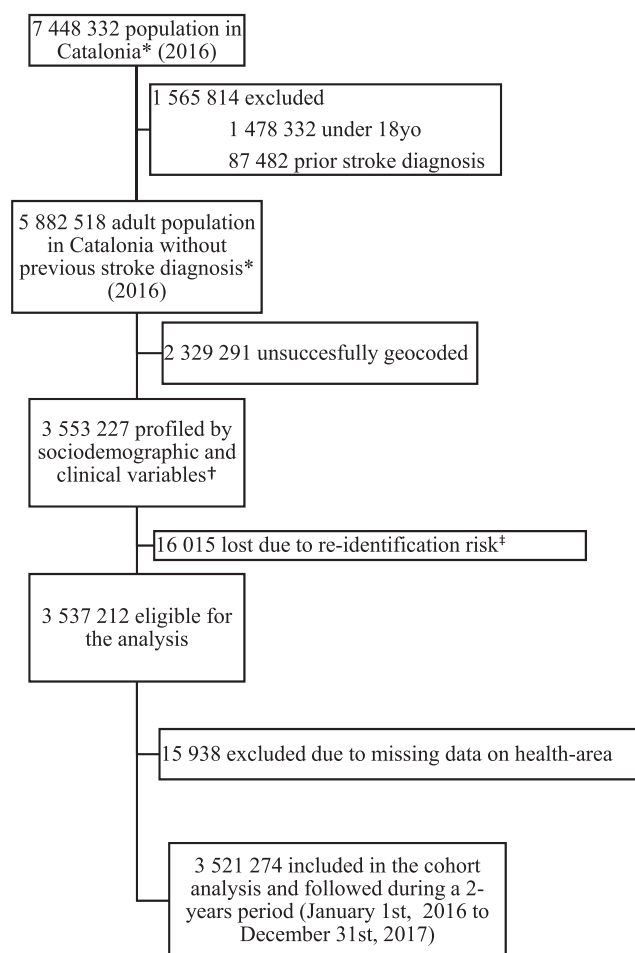 7 448 332 population in
Catalonia* (2016)
1 565 814 excluded
1 478 332 under 18yo
87 482 prior stroke diagnosis
5 882 518 adult population
in Catalonia without
previous stroke diagnosis*
(2016)
2 329 291 unsuccesfully geocoded
3 553 227 profiled by
sociodemographic and
clinical variables†
16 015 lost due to re-identification risk‡
3 537 212 eligible for
the analysis
15 938 excluded due to missing data on health-area
3 521 274 included in the cohort
analysis and followed during a 2-
years period (January 1st, 2016 to
December 31st, 2017)